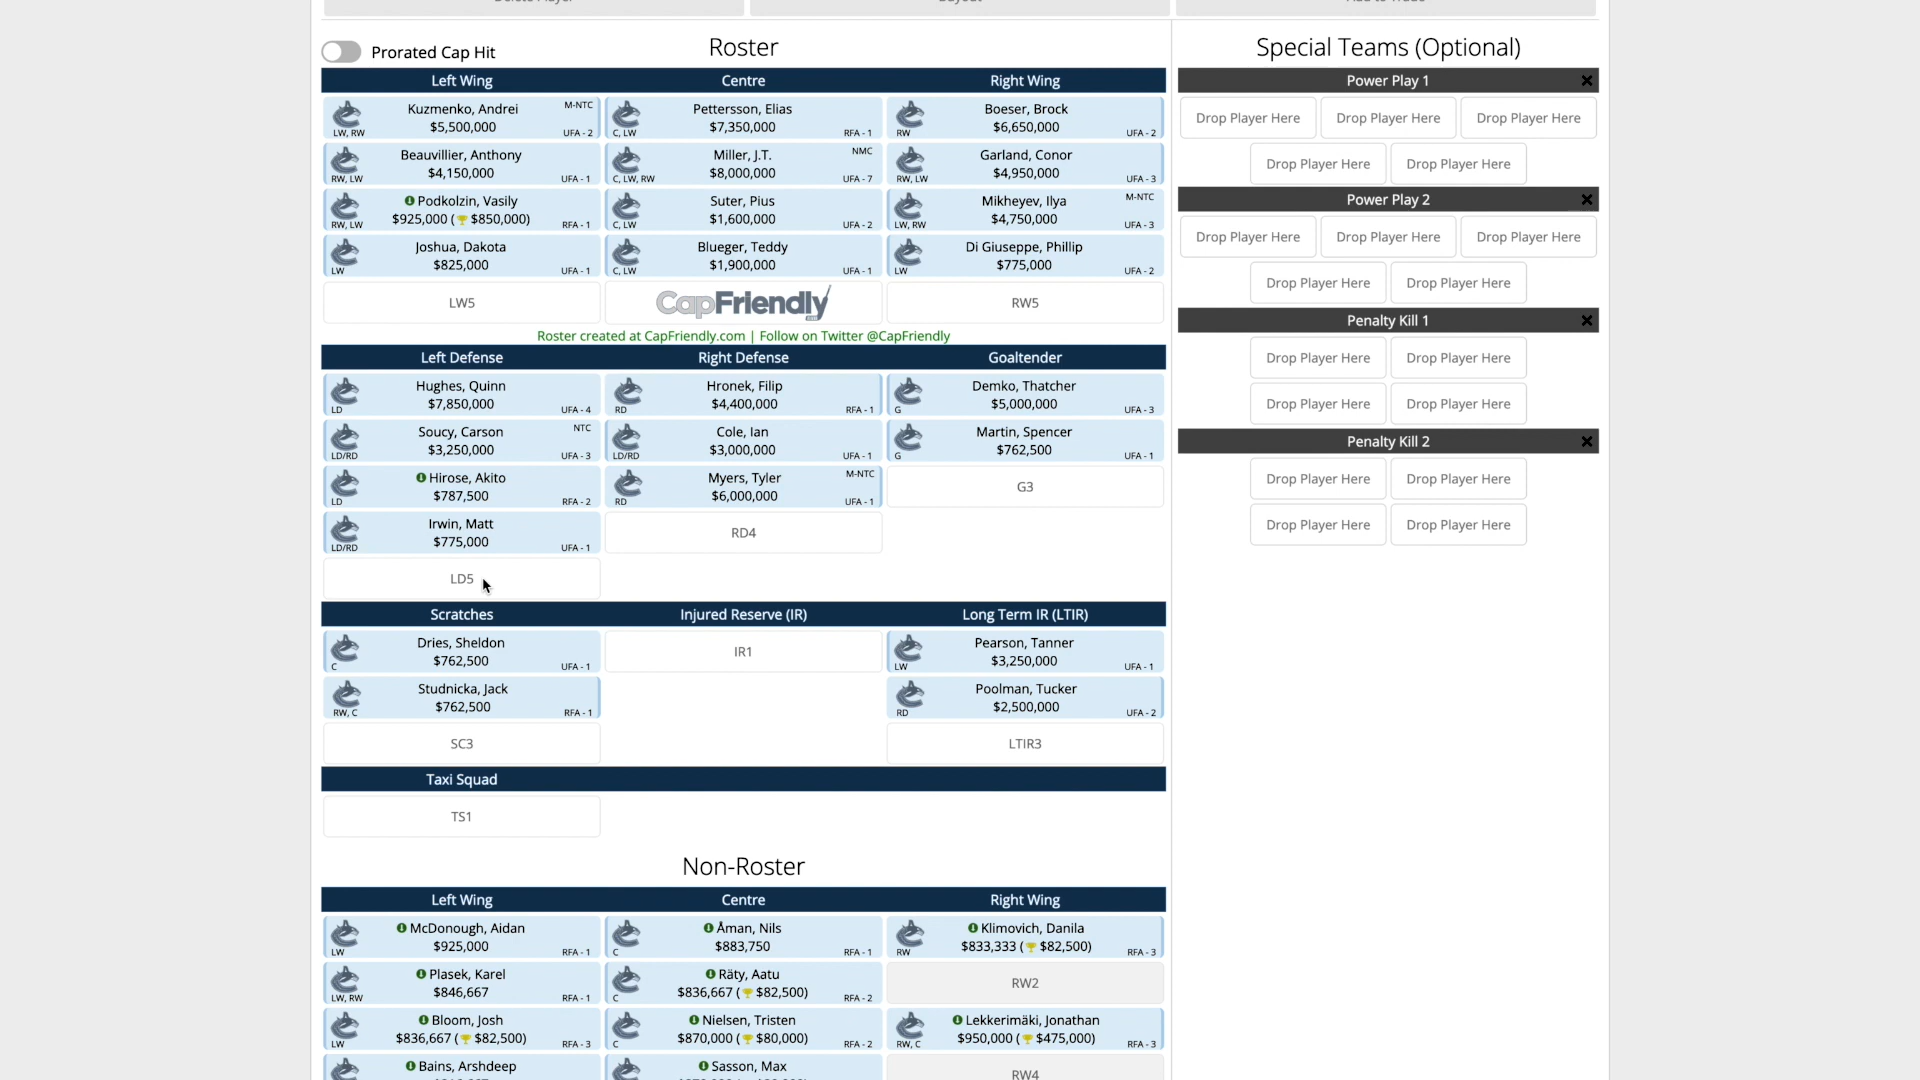 Delete Player
Buyout
Add to Trade
Prorated Cap Hit
Roster
Left Wing
Centre
Right Wing
Kuzmenko, Andrei
M-NTC
$5,500,000
LW, RW
UFA - 2
Pettersson, Elias
$7,350,000
C, LW
RFA - 1
Boeser, Brock
$6,650,000
RW
UFA - 2
Beauvillier, Anthony
$4,150,000
RW, LW
UFA - 1
Miller, J.T.
NMC
$8,000,000
C, LW, RW
UFA - 7
Garland, Conor
$4,950,000
RW, LW
UFA - 3
Podkolzin, Vasily
$925,000 ($850,000)
RW, LW
RFA - 1
Suter, Pius
$1,600,000
C, LW
UFA - 2
Mikheyev, Ilya
M-NTC
$4,750,000
LW, RW
UFA - 3
Joshua, Dakota
$825,000
LW
UFA - 1
Blueger, Teddy
$1,900,000
C, LW
UFA - 1
Di Giuseppe, Phillip
$775,000
LW
UFA - 2
LW5
CapFriendly
RW5
Roster created at CapFriendly.com | Follow on Twitter @CapFriendly
Left Defense
Right Defense
Goaltender
Hughes, Quinn
$7,850,000
LD
UFA - 4
Hronek, Filip
$4,400,000
RD
RFA - 1
Demko, Thatcher
$5,000,000
G
UFA - 3
Soucy, Carson
NTC
$3,250,000
LD/RD
UFA - 3
Cole, Ian
$3,000,000
LD/RD
UFA - 1
Martin, Spencer
$762,500
G
UFA - 1
Hirose, Akito
$787,500
LD
RFA - 2
Myers, Tyler
M-NTC
$6,000,000
RD
UFA - 1
G3
Irwin, Matt
$775,000
LD/RD
UFA - 1
RD4
LD5
Scratches
Injured Reserve (IR)
Long Term IR (LTIR)
Dries, Sheldon
$762,500
C
UFA - 1
IR1
Pearson, Tanner
$3,250,000
LW
UFA - 1
Studnicka, Jack
$762,500
RW, C
RFA - 1
Poolman, Tucker
$2,500,000
RD
UFA - 2
SC3
LTIR3
Taxi Squad
TS1
Non-Roster
Left Wing
Centre
Right Wing
McDonough, Aidan
$925,000
LW
RFA - 1
Åman, Nils
$883,750
C
RFA - 1
Klimovich, Danila
$833,333 ($82,500)
RW
RFA - 3
Plasek, Karel
$846,667
LW, RW
RFA - 1
Räty, Aatu
$836,667 ($82,500)
C
RFA - 2
RW2
Bloom, Josh
$836,667 ($82,500)
LW
RFA - 3
Nielsen, Tristen
$870,000 ($80,000)
C
RFA - 2
Lekkerimäki, Jonathan
$950,000 ($475,000)
RW, C
RFA - 3
Bains, Arshdeep
Sasson, Max
RW4
Special Teams (Optional)
Power Play 1
Drop Player Here
Drop Player Here
Drop Player Here
Drop Player Here
Drop Player Here
Power Play 2
Drop Player Here
Drop Player Here
Drop Player Here
Drop Player Here
Drop Player Here
Penalty Kill 1
Drop Player Here
Drop Player Here
Drop Player Here
Drop Player Here
Penalty Kill 2
Drop Player Here
Drop Player Here
Drop Player Here
Drop Player Here